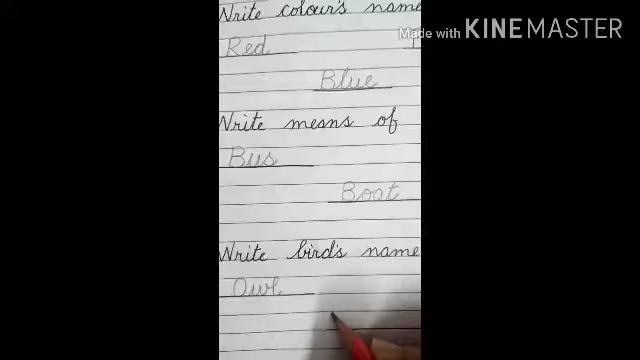 Write colour's name
Made with KINEMASTER
Red
Blue
Write means of
Bus
Boat
Write bird's name
Owl